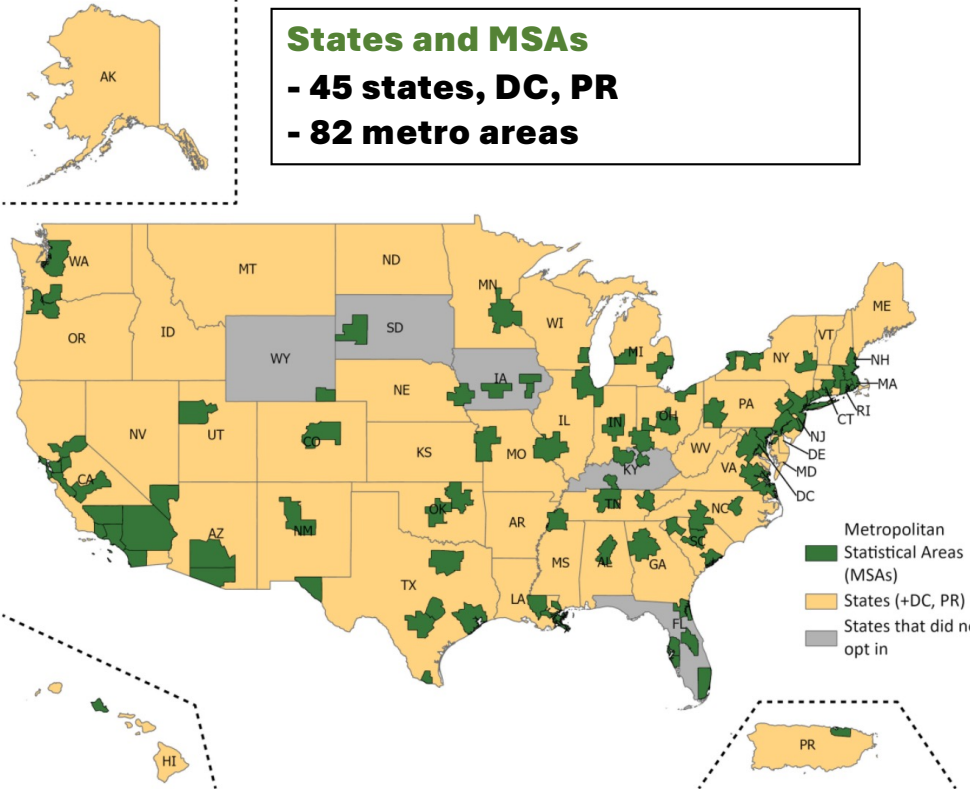 States and MSAs
- 45 states, DC, PR
- 82 metro areas
AK
WA
MT
ND
MN
ME
OR
ID
WY
SD
WI
MI
NY
VT
NH
MA
RI
CT
NV
UT
CO
NE
IA
IL
IN
OH
PA
NJ
DE
MD
DC
CA
KS
MO
KY
WV
VA
AZ
NM
OK
AR
TN
NC
SC
TX
LA
MS
AL
GA
FL
Metropolitan
Statistical Areas
(MSAs)
States (+DC, PR)
States that did no
opt in
HI
PR